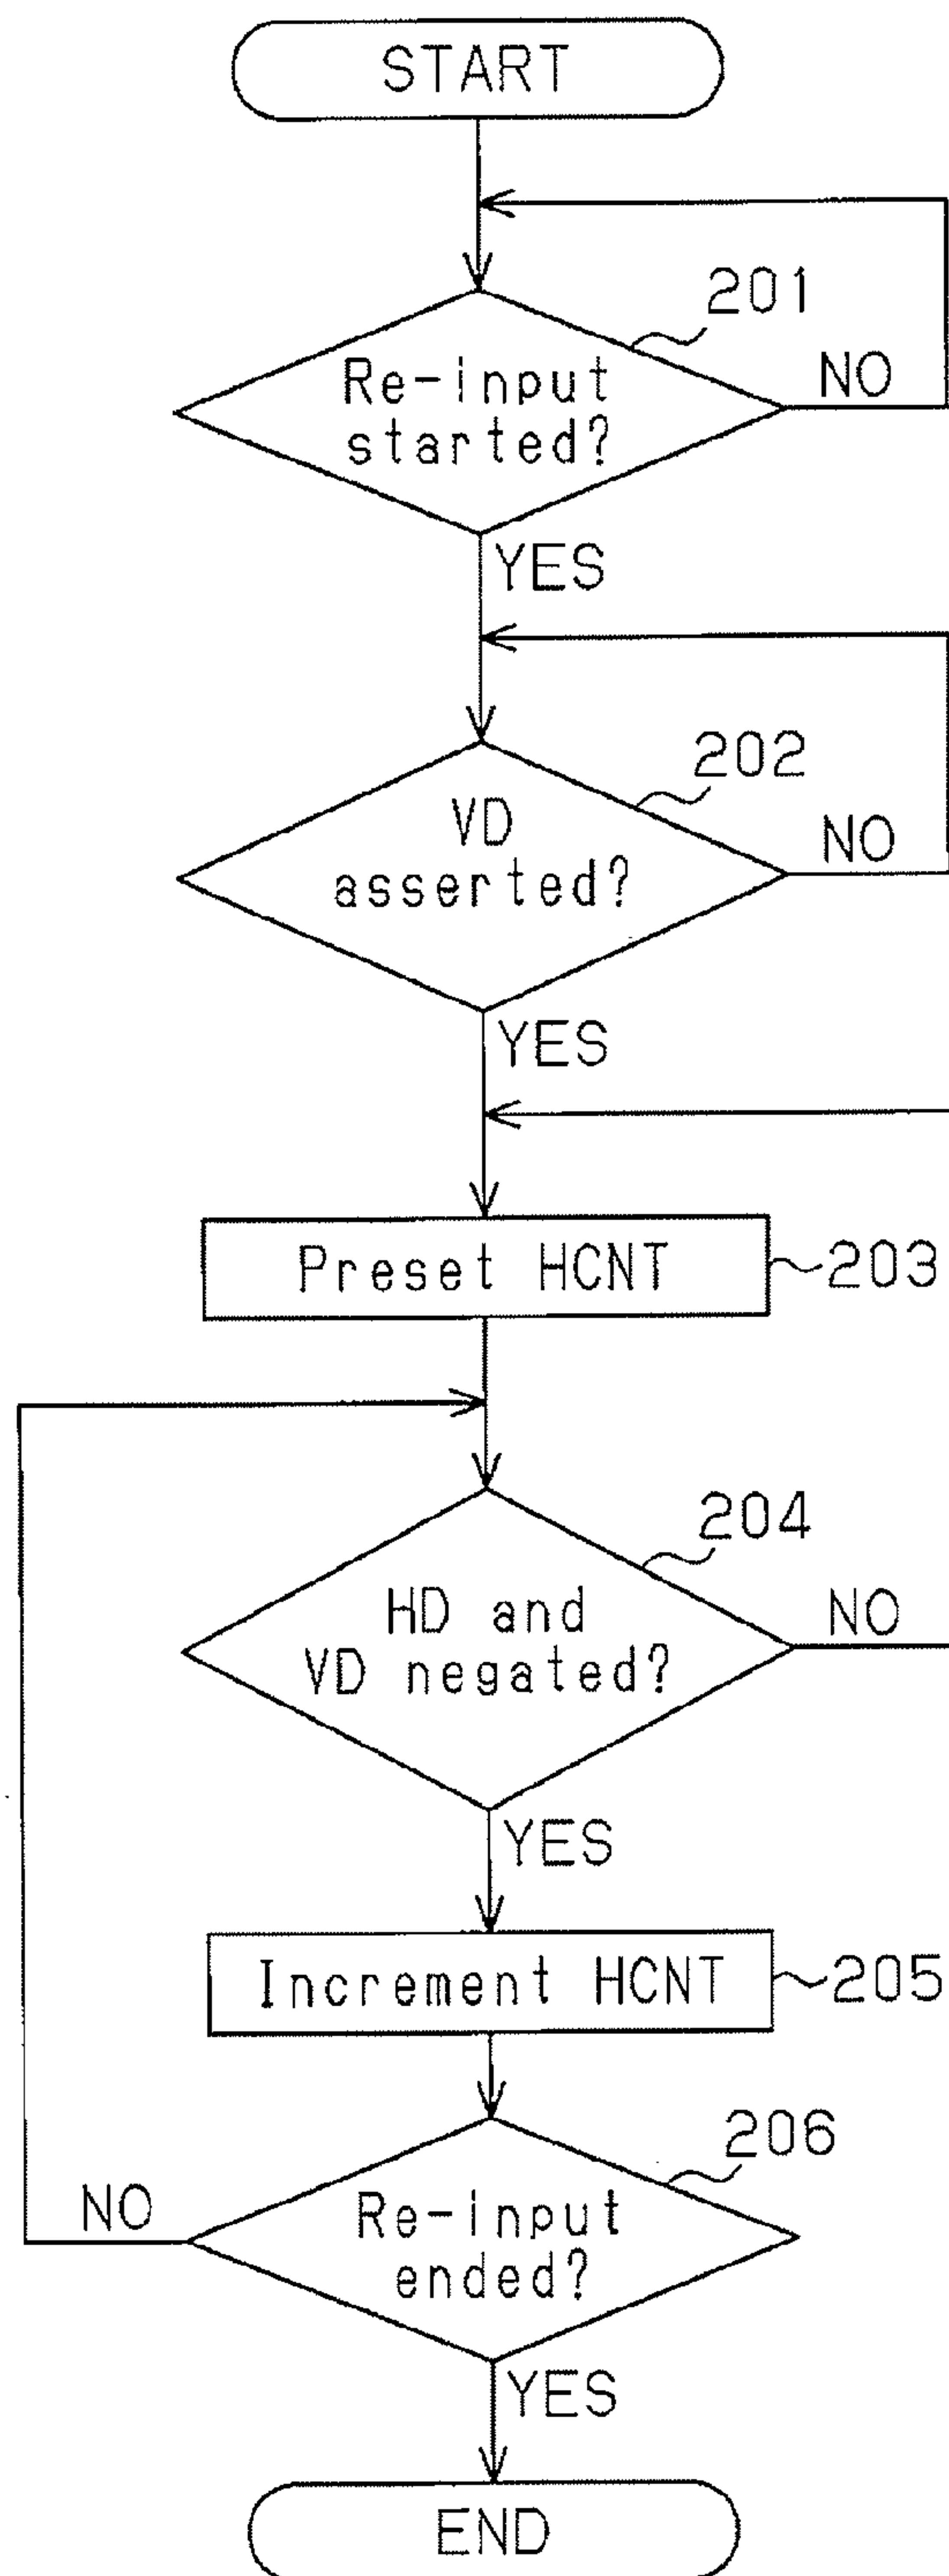 START
201
Re-input
started?
NO
YES
202
VD
asserted?
NO
YES
Preset HCNT
203
204
HD and
VD negated?
NO
YES
Increment HCNT
205
206
Re-input
ended?
NO
YES
END